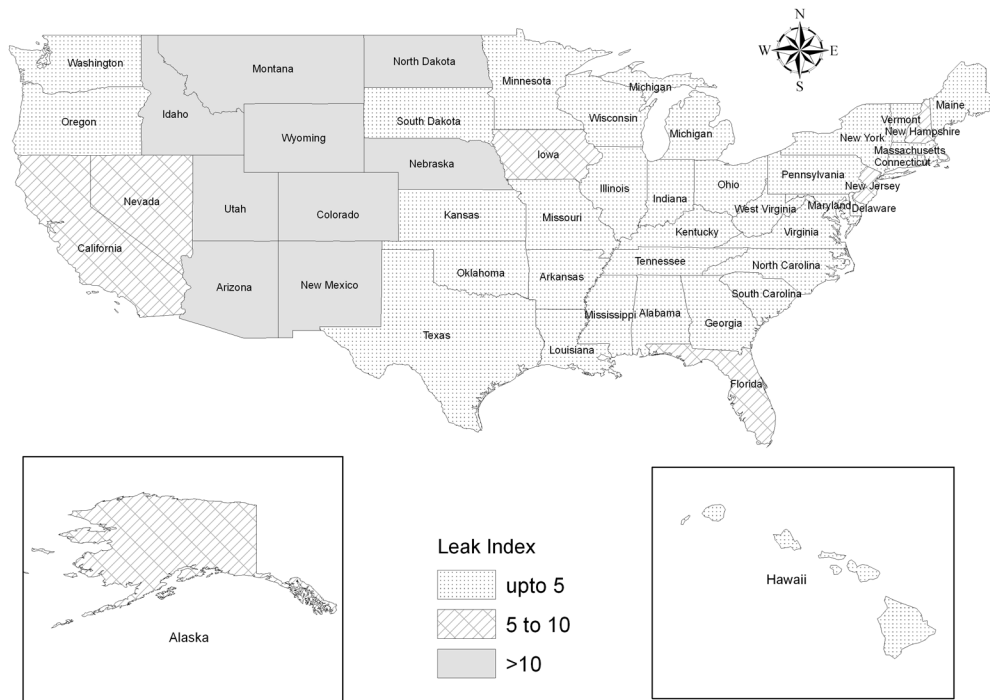 N
W E
S
Washington
Montana
North Dakota
Minnesota
Michigan
Maine
Oregon
Idaho
South Dakota
Wisconsin
Michigan
Vermont
New York
New Hampshire
Wyoming
Iowa
Massachusetts
Connecticut
Nebraska
Pennsylvania
Nevada
Utah
Colorado
Kansas
Missouri
Illinois
Indiana
Ohio
New Jersey
West Virginia
Maryland
Delaware
California
Kentucky
Virginia
Arizona
New Mexico
Oklahoma
Arkansas
Tennessee
North Carolina
South Carolina
Mississippi
Alabama
Georgia
Texas
Louisiana
Florida
Alaska
Leak Index
upto 5
5 to 10
>10
Hawaii